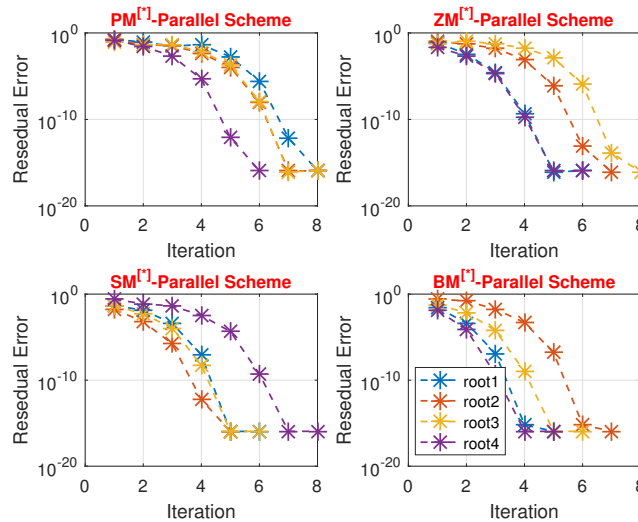 PM[*]-Parallel Scheme
ZM[*]-Parallel Scheme
10^0
10^-10
10^-20
Resedual Error
0 2 4 6 8
Iteration
10^0
10^-10
10^-20
Resedual Error
0 2 4 6 8
Iteration
SM[*]-Parallel Scheme
BM[*]-Parallel Scheme
10^0
10^-10
10^-20
Resedual Error
0 2 4 6 8
Iteration
10^0
10^-10
10^-20
Resedual Error
root1
root2
root3
root4
0 2 4 6 8
Iteration